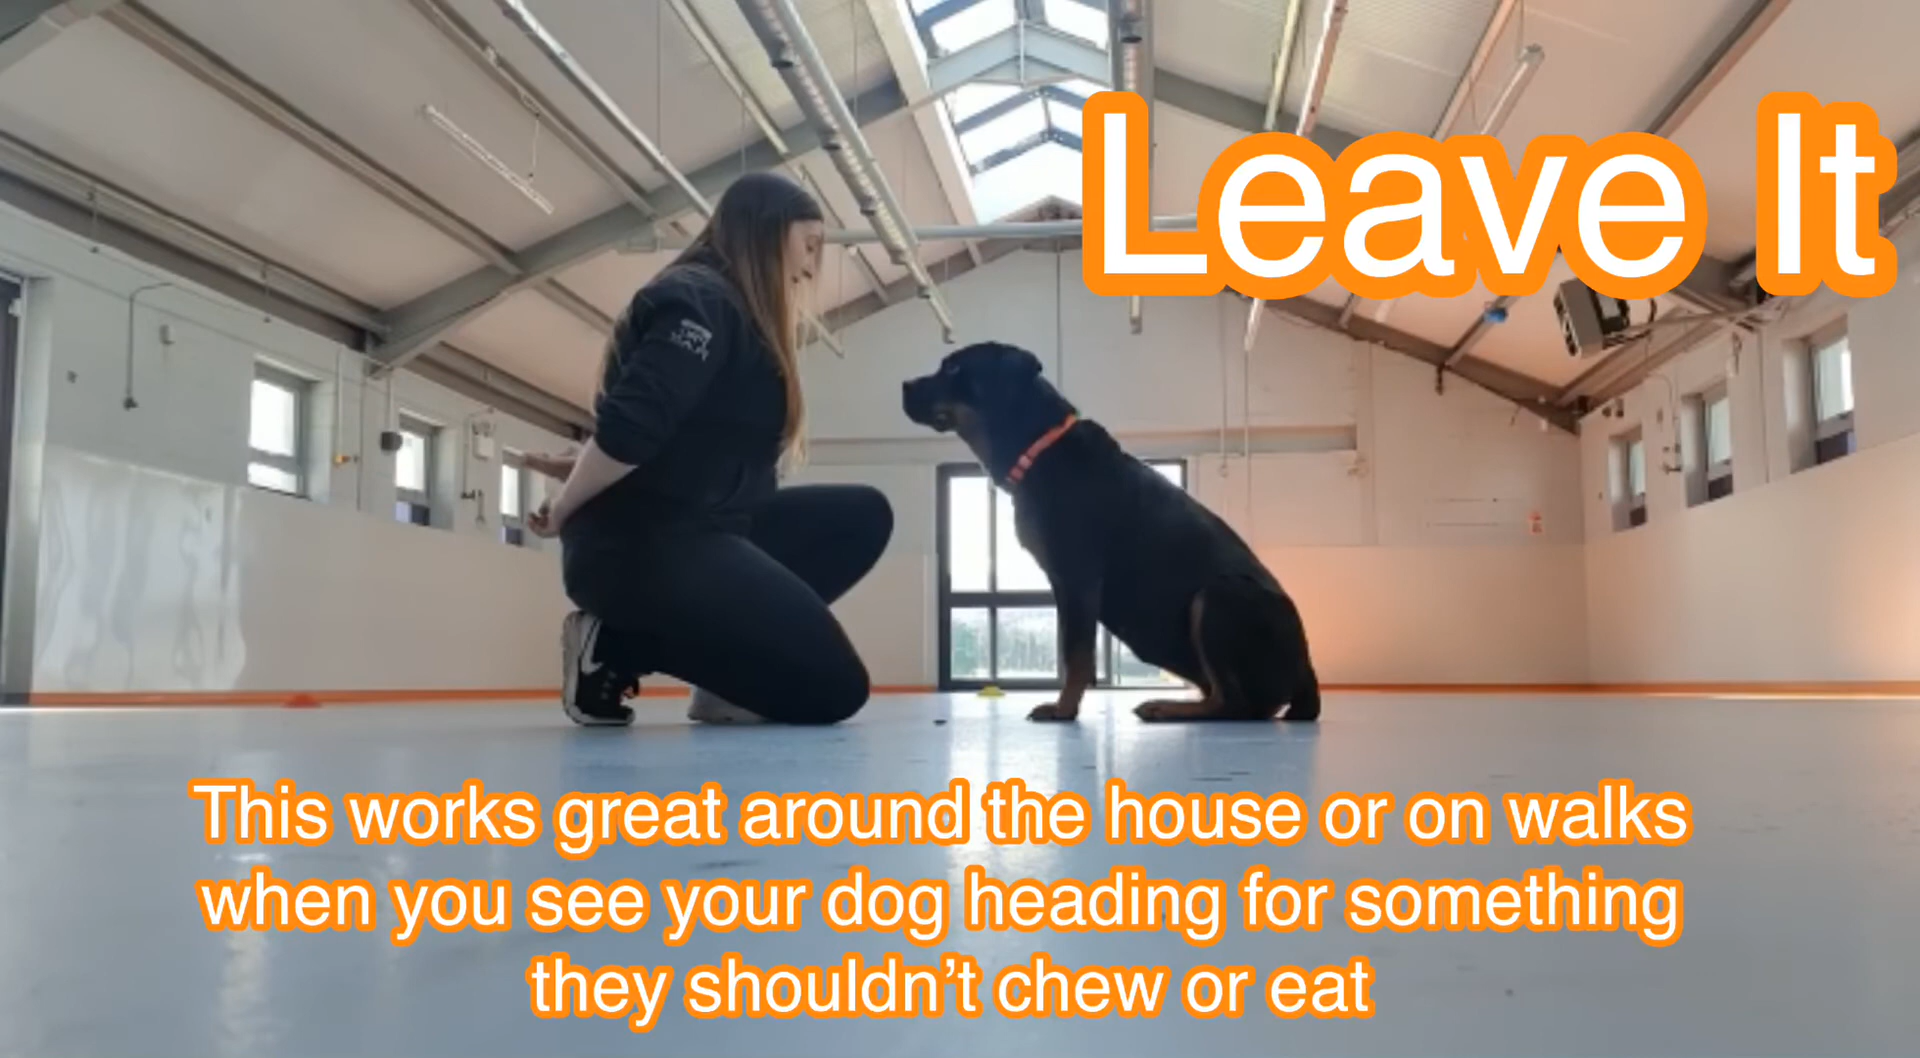 Leave It
This works great around the house or on walks
when you see your dog heading for something
they shouldn't chew or eat